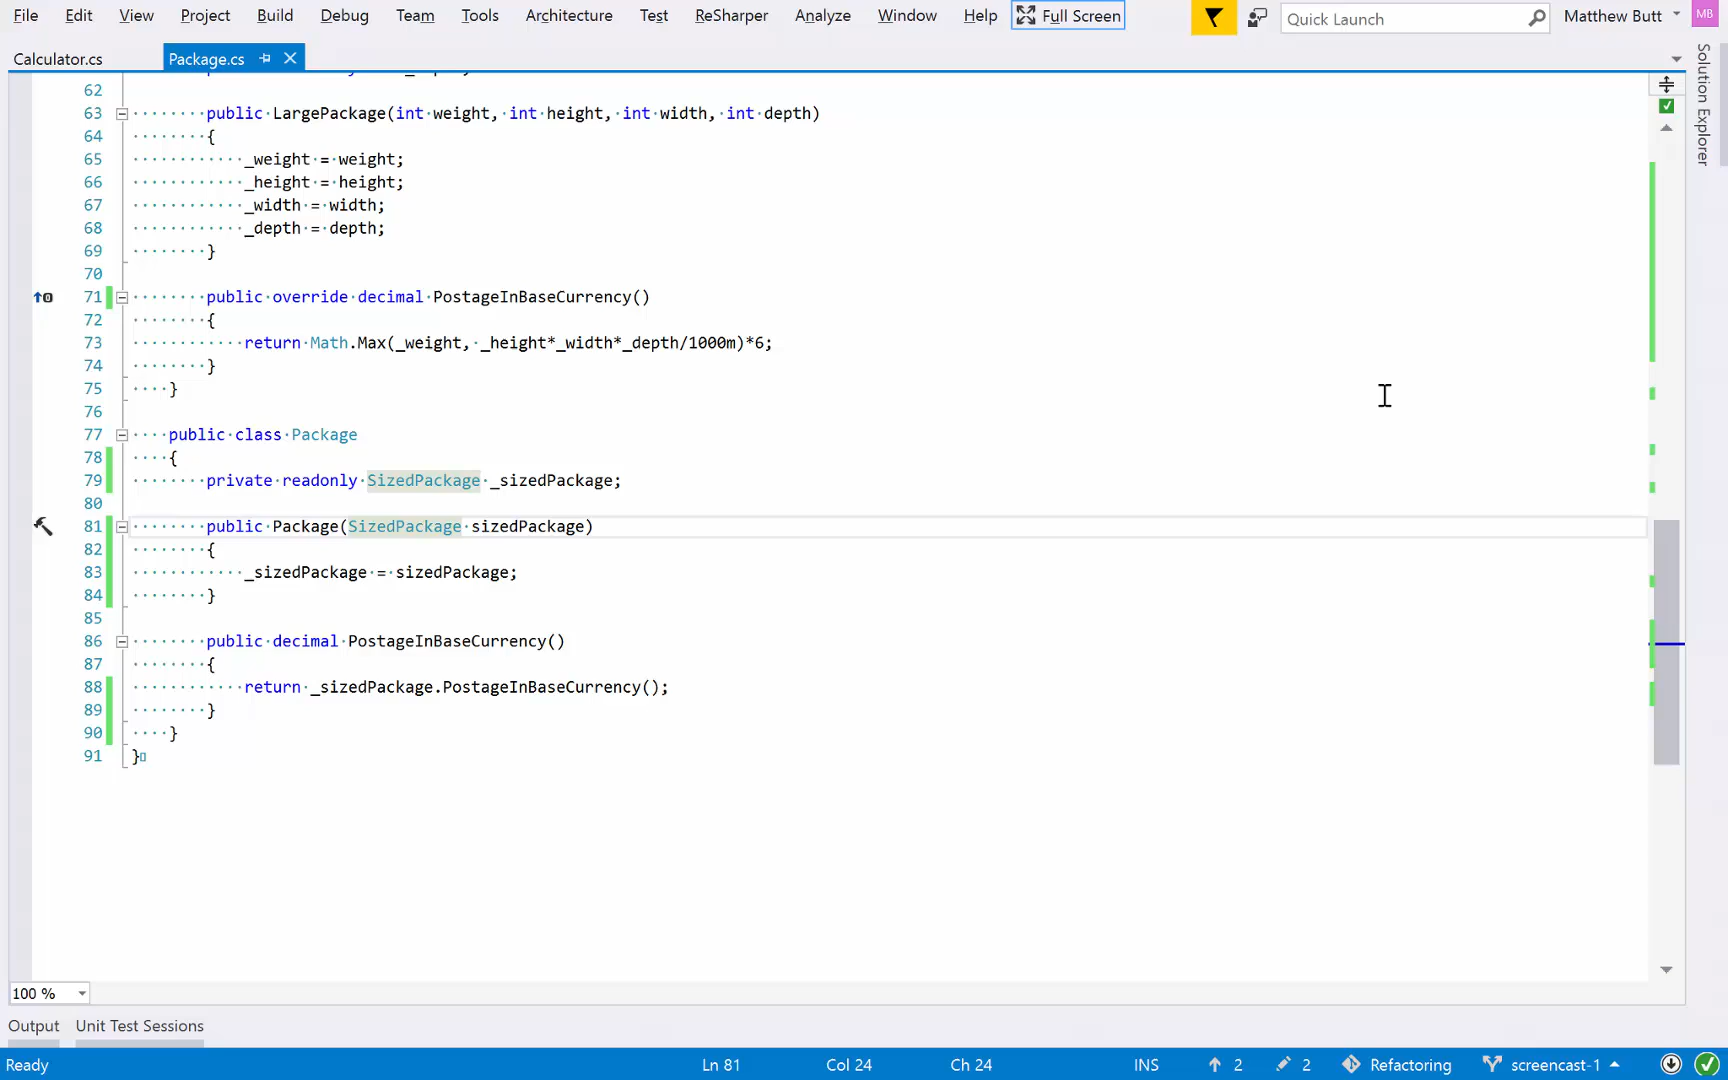 File Edit View Project Build Debug Team Tools Architecture Test ReSharper Analyze Window Help Full Screen Quick Launch Matthew Butt MB
Calculator.cs Package.cs
Solution Explorer
62
63 public LargePackage(int weight, int height, int width, int depth)
64 {
65 _weight = weight;
66 _height = height;
67 _width = width;
68 _depth = depth;
69 }
70
71 public override decimal PostageInBaseCurrency()
72 {
73 return Math.Max(_weight, _height*_width*_depth/1000m)*6;
74 }
75 }
76
77 public class Package
78 {
79 private readonly SizedPackage _sizedPackage;
80
81 public Package(SizedPackage sizedPackage)
82 {
83 _sizedPackage = sizedPackage;
84 }
85
86 public decimal PostageInBaseCurrency()
87 {
88 return _sizedPackage.PostageInBaseCurrency();
89 }
90 }
91 }
100 %
Output Unit Test Sessions
Ready Ln 81 Col 24 Ch 24 INS 2 2 Refactoring screencast-1